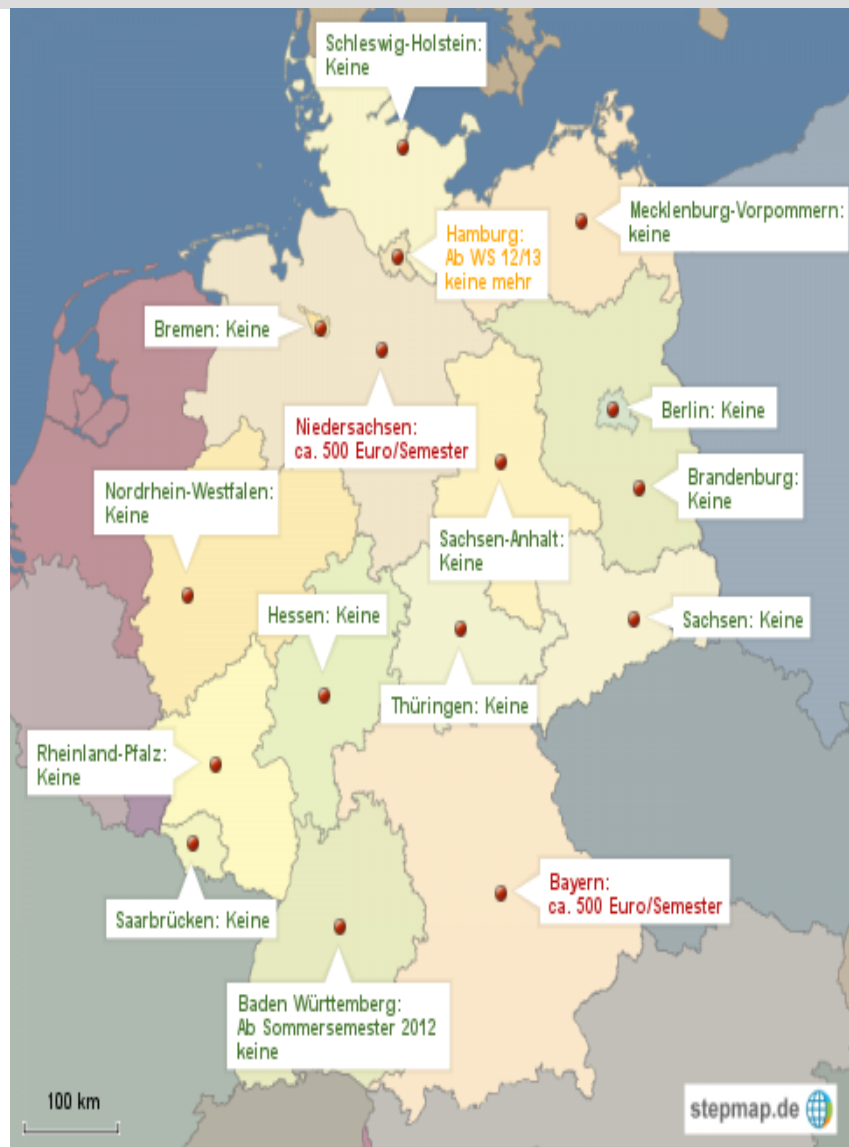 Schleswig-Holstein:
Keine
Mecklenburg-Vorpommern:
keine
Hamburg:
Ab WS 12/13
keine mehr
Bremen: Keine
Niedersachsen:
ca. 500 Euro/Semester
Berlin: Keine
Nordrhein-Westfalen:
Keine
Brandenburg:
Keine
Sachsen-Anhalt:
Keine
Hessen: Keine
Sachsen: Keine
Thüringen: Keine
Rheinland-Pfalz:
Keine
Bayern:
ca. 500 Euro/Semester
Saarbrücken: Keine
Baden Württemberg:
Ab Sommersemester 2012
keine
100 km
stepmap.de